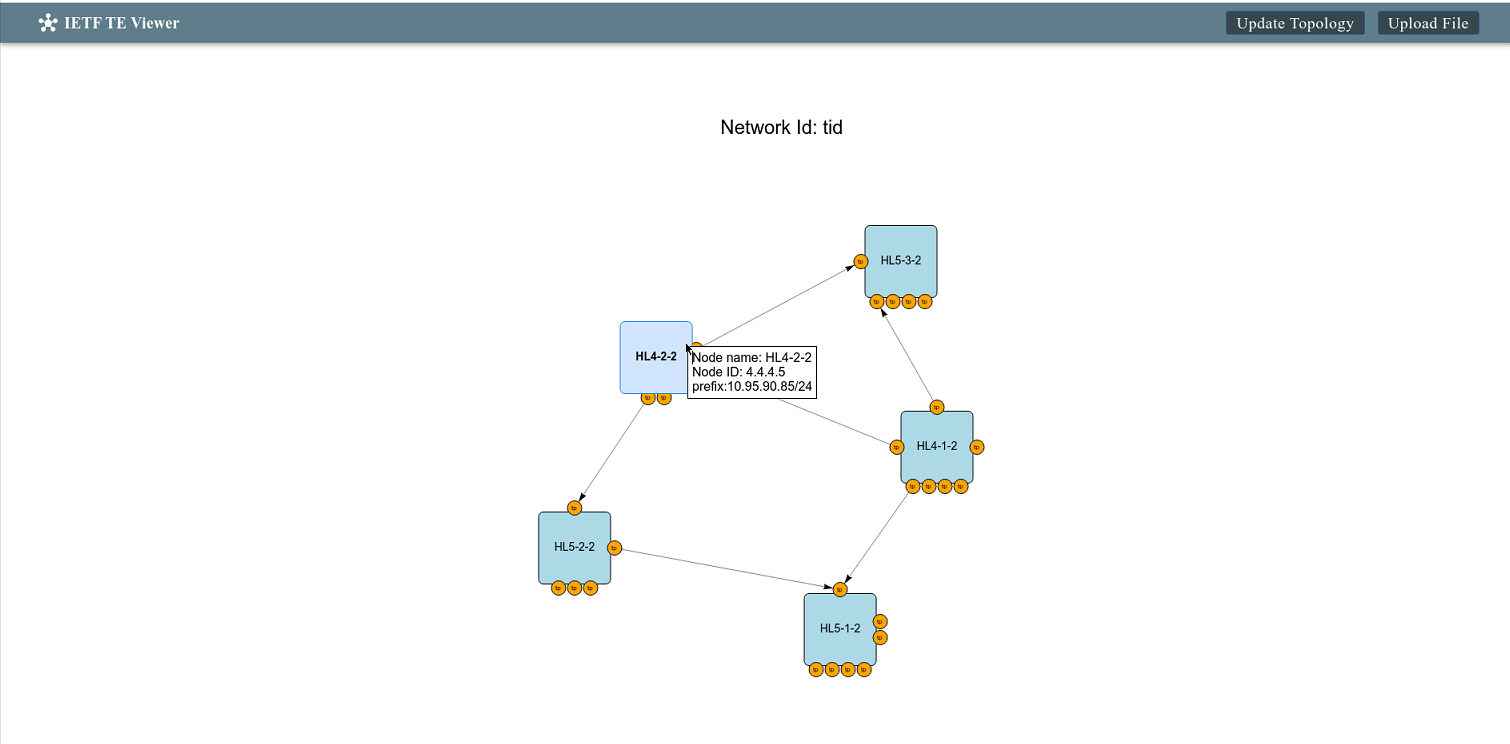 IETF TE Viewer
Update Topology
Upload File
Network Id: tid
HL5-3-2
tp
tp tp tp tp
HL4-2-2
Node name: HL4-2-2
Node ID: 4.4.4.5
prefix:10.95.90.85/24
tp tp
tp
HL4-1-2
tp
tp
tp tp tp tp
tp
HL5-2-2
tp
tp tp tp
tp
HL5-1-2
tp
tp
tp tp tp tp